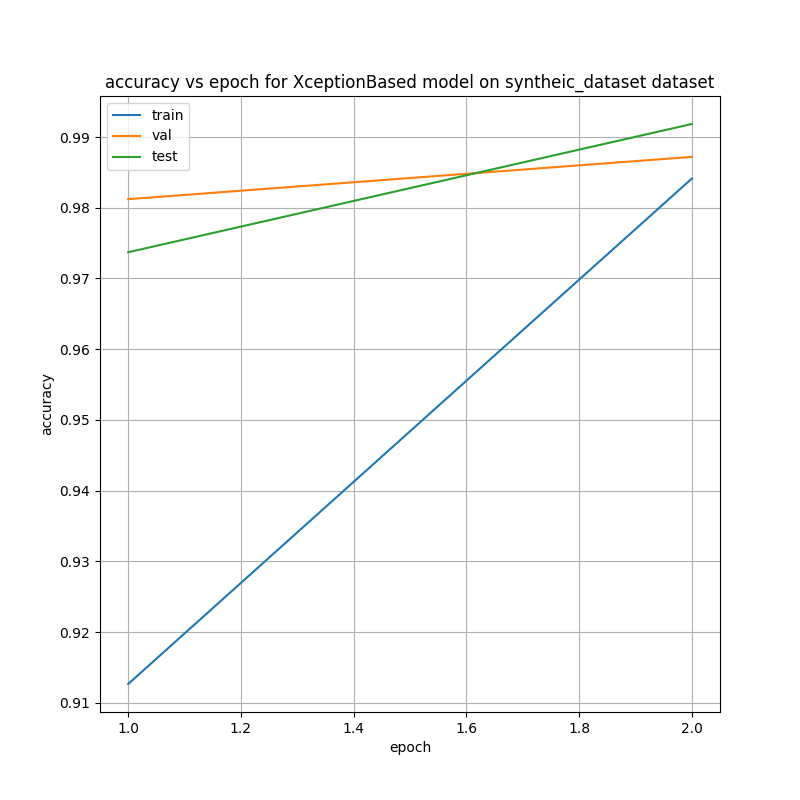 accuracy vs epoch for XceptionBased model on syntheic_dataset dataset
train
val
test
0.99
0.98
0.97
0.96
0.95
0.94
0.93
0.92
0.91
accuracy
1.0 1.2 1.4 1.6 1.8 2.0
epoch